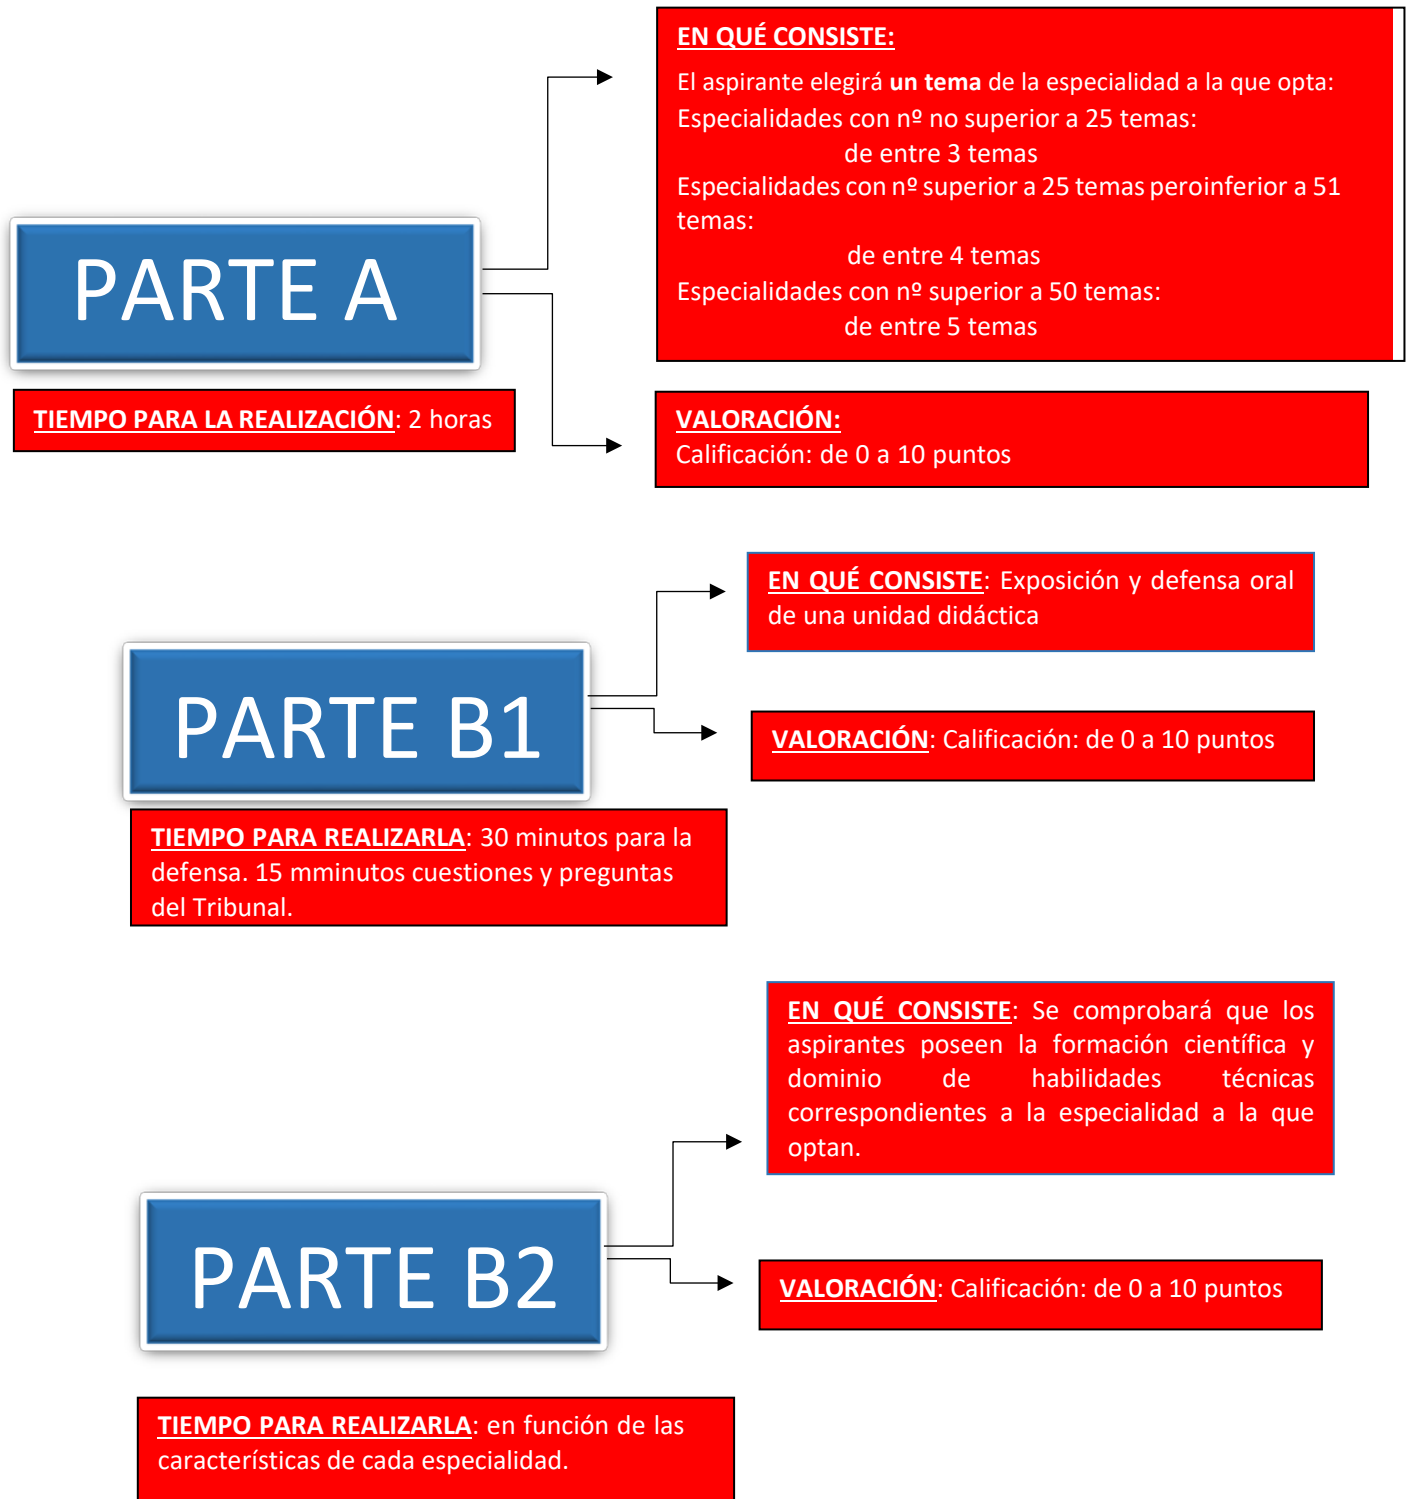 EN QUÉ CONSISTE:
El aspirante elegirá un tema de la especialidad a la que opta:
Especialidades con nº no superior a 25 temas:
de entre 3 temas
Especialidades con nº superior a 25 temas peroinferior a 51
temas:
de entre 4 temas
Especialidades con nº superior a 50 temas:
de entre 5 temas
PARTE A
TIEMPO PARA LA REALIZACIÓN: 2 horas
VALORACIÓN:
Calificación: de 0 a 10 puntos
EN QUÉ CONSISTE: Exposición y defensa oral
de una unidad didáctica
PARTE B1
VALORACIÓN: Calificación: de 0 a 10 puntos
TIEMPO PARA REALIZARLA: 30 minutos para la
defensa. 15 mminutos cuestiones y preguntas
del Tribunal.
EN QUÉ CONSISTE: Se comprobará que los
aspirantes poseen la formación científica y
dominio de habilidades técnicas
correspondientes a la especialidad a la que
optan.
PARTE B2
VALORACIÓN: Calificación: de 0 a 10 puntos
TIEMPO PARA REALIZARLA: en función de las
características de cada especialidad.